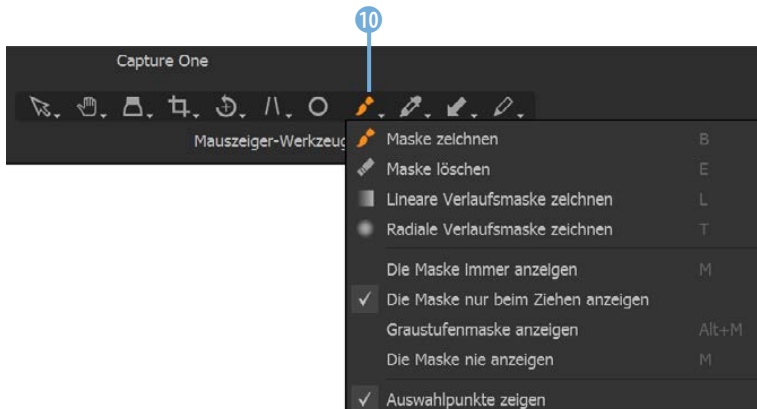 10
Capture One
Mauszeiger-Werkzeug
Maske zeichnen B
Maske löschen E
Lineare Verlaufsmaske zeichnen L
Radiale Verlaufsmaske zeichnen T
Die Maske immer anzeigen M
Die Maske nur beim Ziehen anzeigen
Graustufenmaske anzeigen Alt+M
Die Maske nie anzeigen M
Auswahlpunkte zeigen